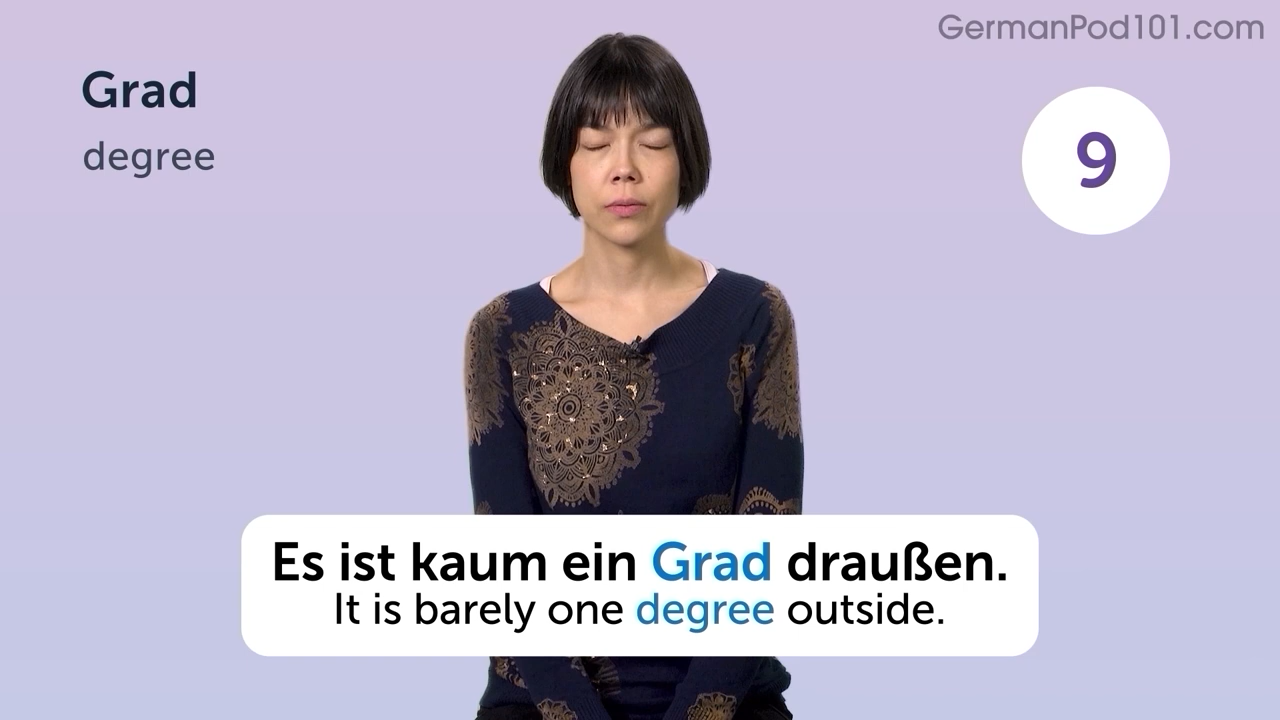 GermanPod101.com
Grad
degree
9
Es ist kaum ein Grad draußen.
It is barely one degree outside.